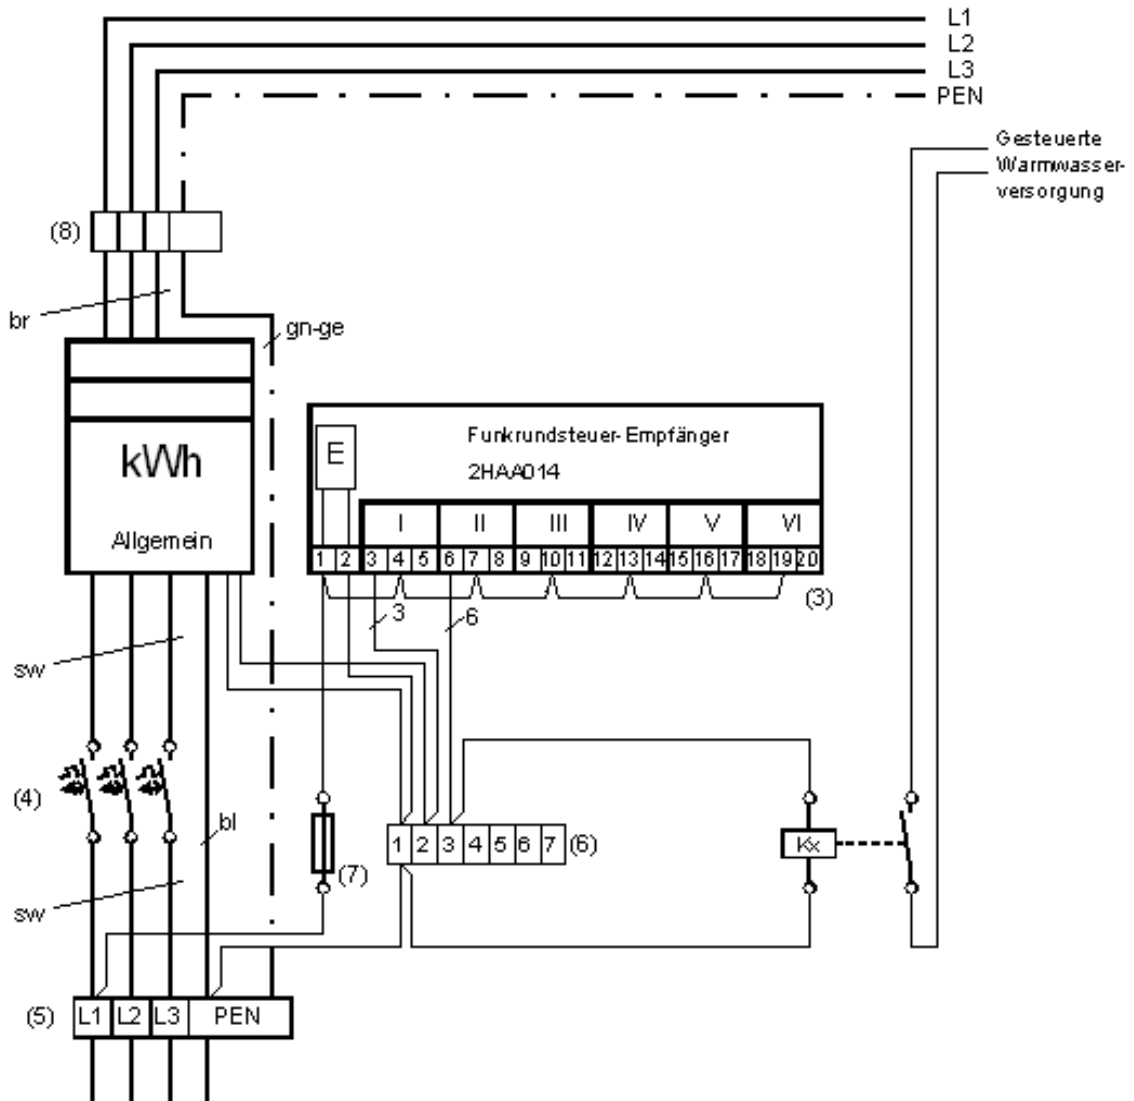 L1
L2
L3
PEN
Gesteuerte
Warmwasser-
versorgung
(8)
br
gn-ge
kWh
Allgemein
E
Funkrundsteuer-Empfänger
2HAA014
I II III IV V VI
1 2 3 4 5 6 7 8 9 10 11 12 13 14 15 16 17 18 19 20
(3)
3
6
sw
(4)
bl
(7)
1 2 3 4 5 6 7
(6)
Kx
sw
(5)
L1 L2 L3 PEN